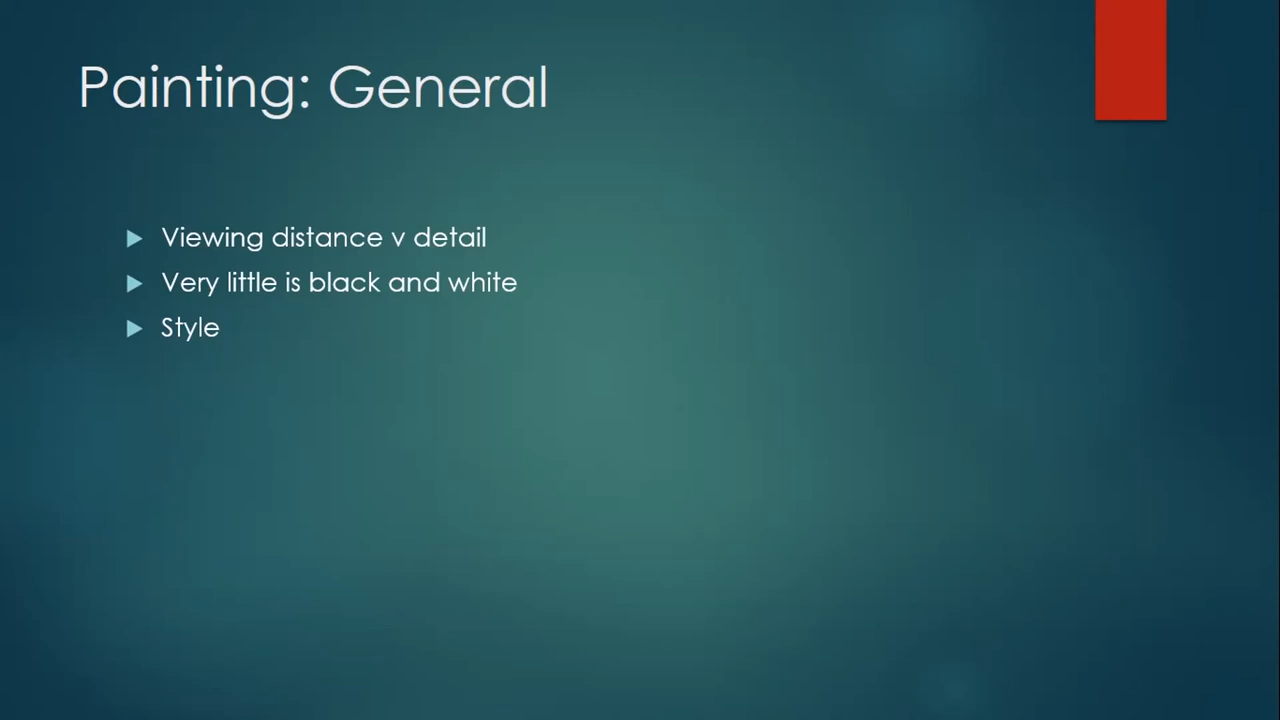 Painting: General
Viewing distance v detail
Very little is black and white
Style